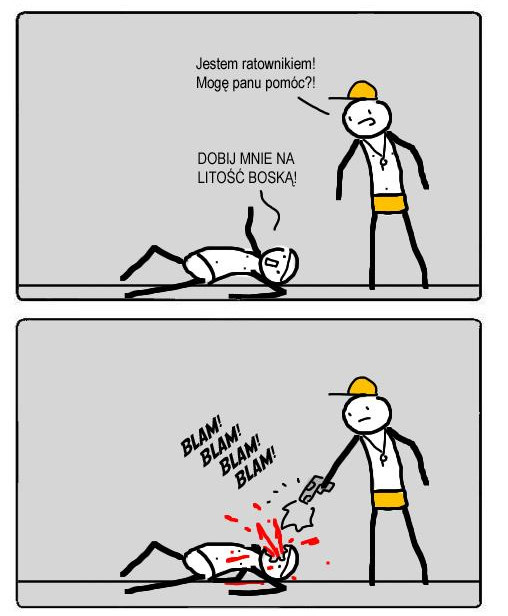 Jestem ratownikiem!
Mogę panu pomóc?!
DOBIJ MNIE NA
LITOŚĆ BOSKĄ!
BLAM!
BLAM!
BLAM!
BLAM!